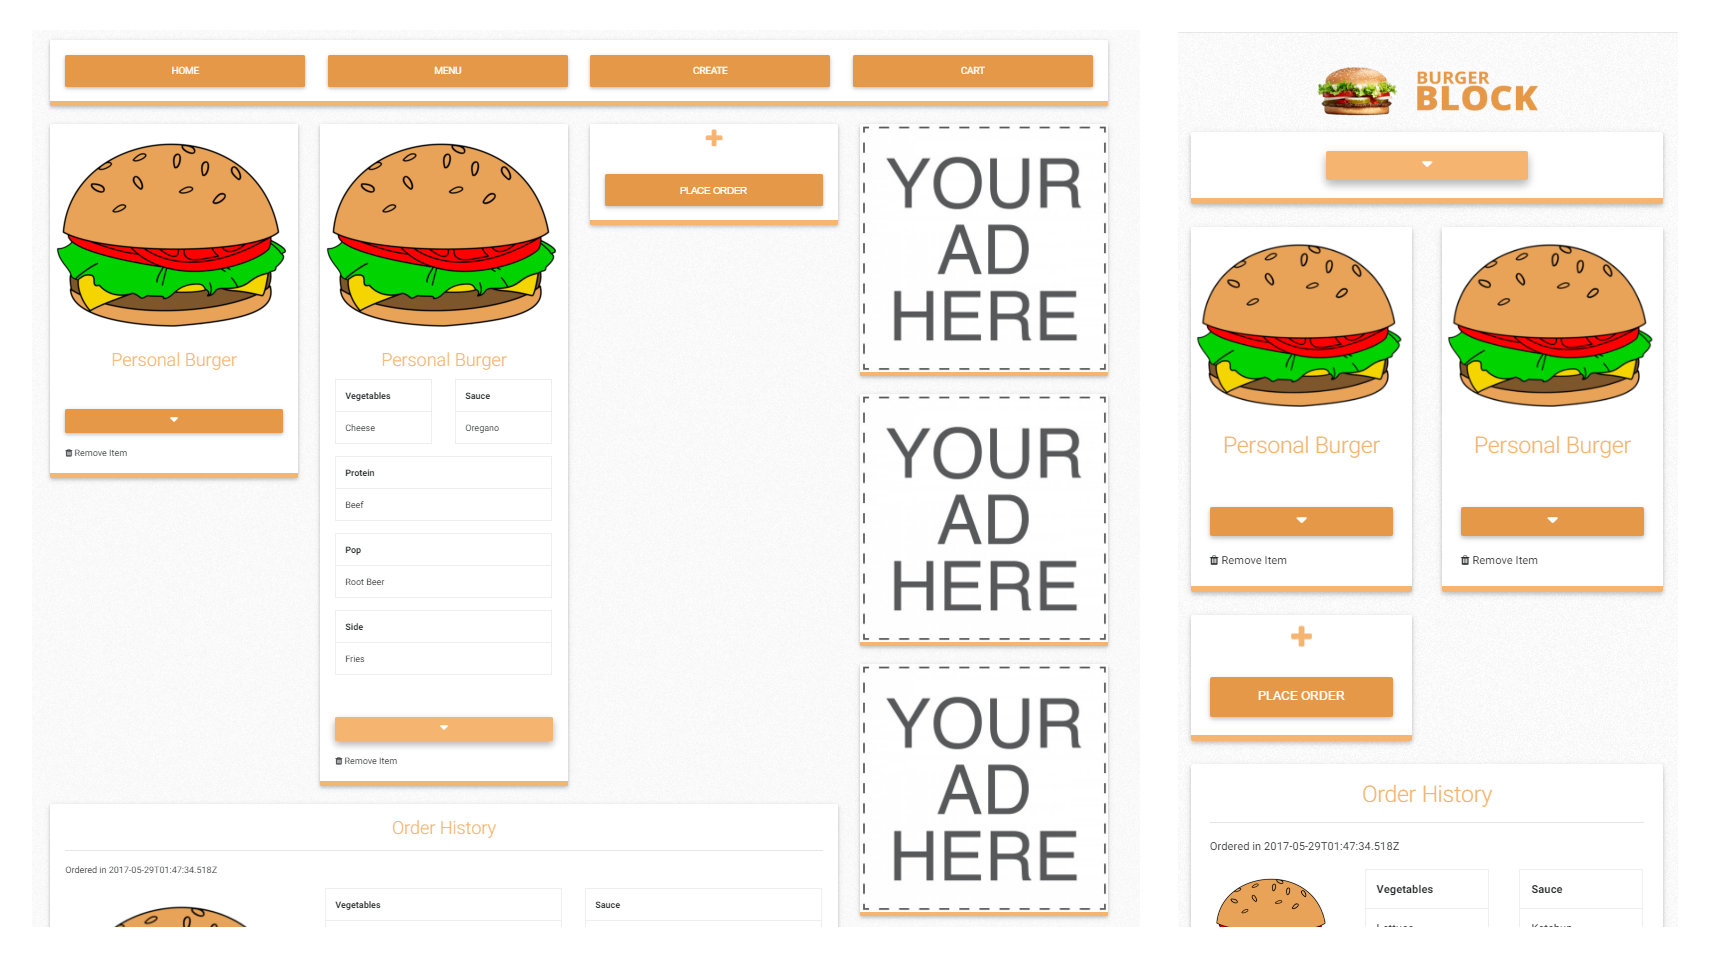 HOME
MENU
CREATE
CART
Personal Burger
Remove Item
Personal Burger
Vegetables
Sauce
Cheese
Oregano
Protein
Beef
Pop
Root Beer
Side
Fries
Remove Item
PLACE ORDER
YOUR
AD
HERE
YOUR
AD
HERE
YOUR
AD
HERE
Order History
Ordered in 2017-05-29T01:47:34.518Z
Vegetables
Sauce
BURGER
BLOCK
Personal Burger
Remove Item
Personal Burger
Remove Item
PLACE ORDER
Order History
Ordered in 2017-05-29T01:47:34.518Z
Vegetables
Sauce
Lettuce
Ketchup